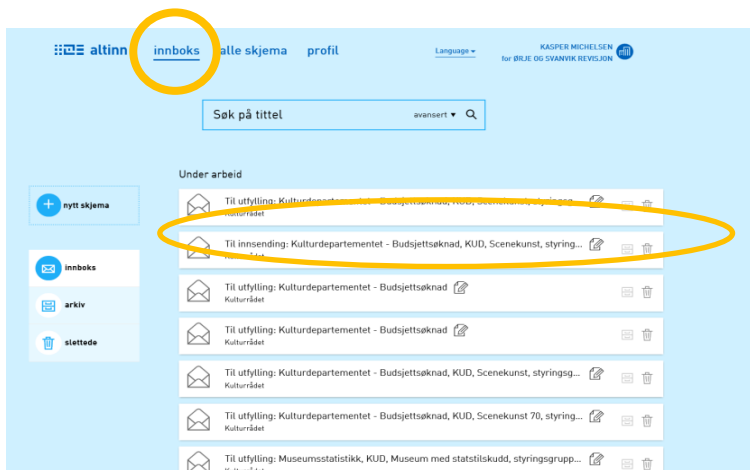 altinn innboks alle skjema profil Language KASPER MICHELSEN
for ØRJE OG SVANVIK REVISJON
Søk på tittel avansert
Under arbeid
nytt skjema
innboks
arkiv
slettede
Til utfylling: Kulturdepartementet - Budsjettsøknad, KUD, Scenekunst, styringsg...
Kulturrådet
Til innsending: Kulturdepartementet - Budsjettsøknad, KUD, Scenekunst, styring...
Kulturrådet
Til utfylling: Kulturdepartementet - Budsjettsøknad
Kulturrådet
Til utfylling: Kulturdepartementet - Budsjettsøknad
Kulturrådet
Til utfylling: Kulturdepartementet - Budsjettsøknad, KUD, Scenekunst, styringsg...
Kulturrådet
Til utfylling: Kulturdepartementet - Budsjettsøknad, KUD, Scenekunst 70, styring...
Kulturrådet
Til utfylling: Museumsstatistikk, KUD, Museum med statstilskudd, styringsgrupp...